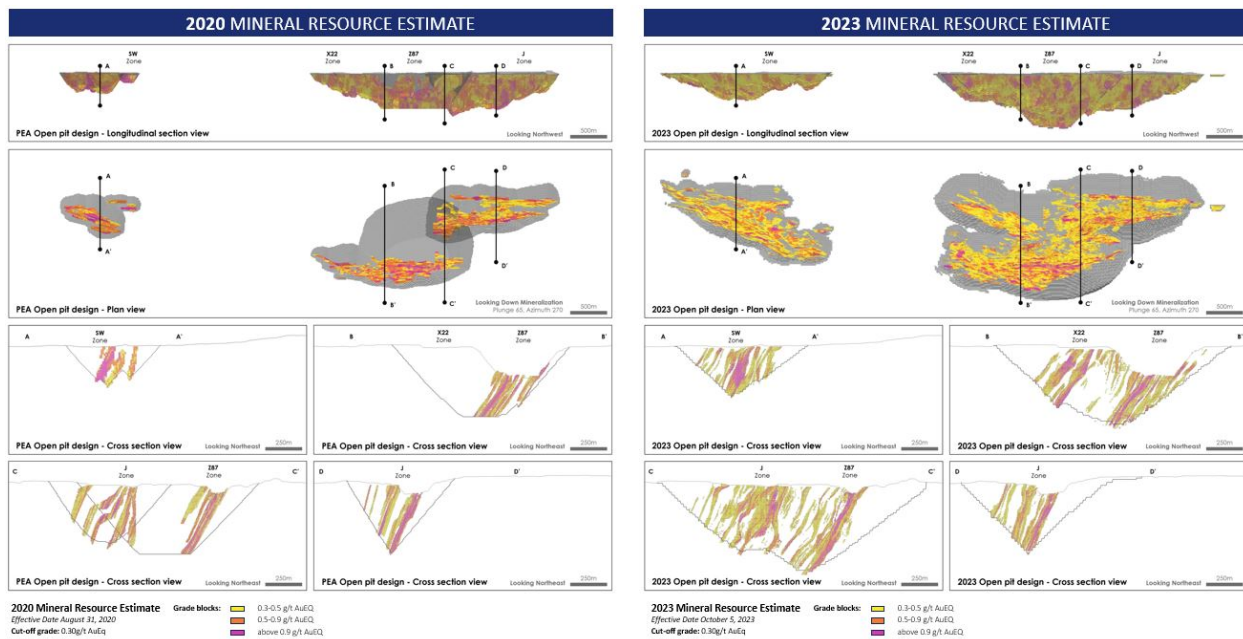 2020 MINERAL RESOURCE ESTIMATE
SW
Zone
X22
Zone
Z87
Zone
J
Zone
A
B
C
D
PEA Open pit design - Longitudinal section view
Looking Northwest
500m
A
A'
B
B'
C
C'
D
D'
PEA Open pit design - Plan view
Looking Down Mineralization
Plunge 65, Azimuth 270
500m
A
SW
Zone
A'
PEA Open pit design - Cross section view
Looking Northeast
250m
B
X22
Zone
Z87
Zone
B'
PEA Open pit design - Cross section view
Looking Northeast
250m
C
J
Zone
Z87
Zone
C'
PEA Open pit design - Cross section view
Looking Northeast
250m
D
J
Zone
D'
PEA Open pit design - Cross section view
Looking Northeast
250m
2020 Mineral Resource Estimate
Effective Date August 31, 2020
Cut-off grade: 0.30g/t AuEq
Grade blocks:
0.3-0.5 g/t AuEQ
0.5-0.9 g/t AuEQ
above 0.9 g/t AuEQ
2023 MINERAL RESOURCE ESTIMATE
SW
Zone
X22
Zone
Z87
Zone
J
Zone
A
B
C
D
2023 Open pit design - Longitudinal section view
Looking Northwest
500m
A
A'
B
B'
C
C'
D
D'
2023 Open pit design - Plan view
Looking Down Mineralization
Plunge 65, Azimuth 270
500m
A
SW
Zone
A'
2023 Open pit design - Cross section view
Looking Northeast
250m
B
X22
Zone
Z87
Zone
B'
2023 Open pit design - Cross section view
Looking Northeast
250m
C
J
Zone
Z87
Zone
C'
2023 Open pit design - Cross section view
Looking Northeast
250m
D
J
Zone
D'
2023 Open pit design - Cross section view
Looking Northeast
250m
2023 Mineral Resource Estimate
Effective Date October 5, 2023
Cut-off grade: 0.30g/t AuEq
Grade blocks:
0.3-0.5 g/t AuEQ
0.5-0.9 g/t AuEQ
above 0.9 g/t AuEQ